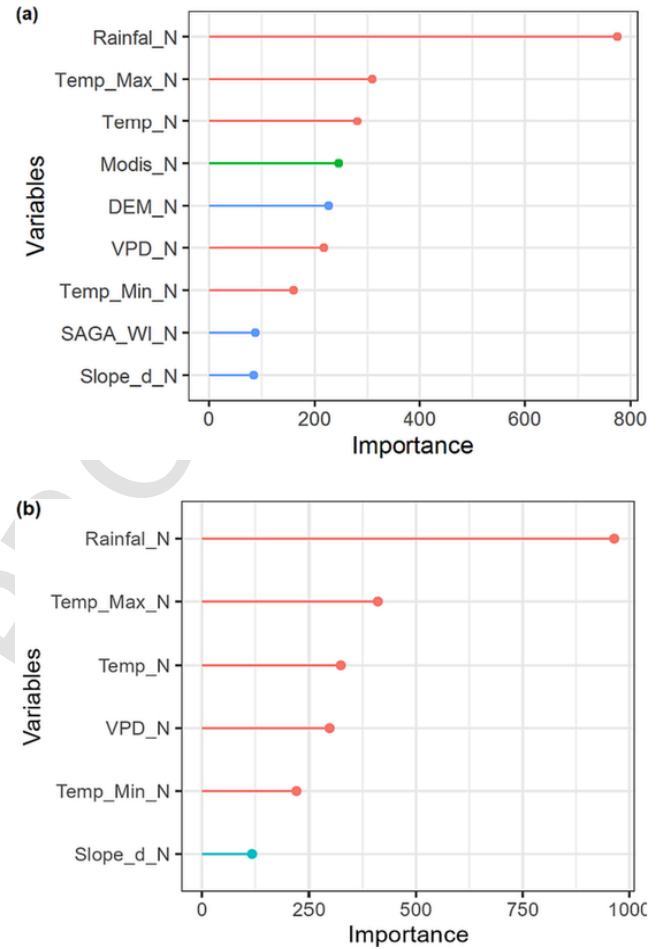 (a)
Rainfal_N
Temp_Max_N
Temp_N
Modis_N
DEM_N
VPD_N
Temp_Min_N
SAGA_WI_N
Slope_d_N
Variables
0 200 400 600 800
Importance
(b)
Rainfal_N
Temp_Max_N
Temp_N
VPD_N
Temp_Min_N
Slope_d_N
Variables
0 250 500 750 1000
Importance